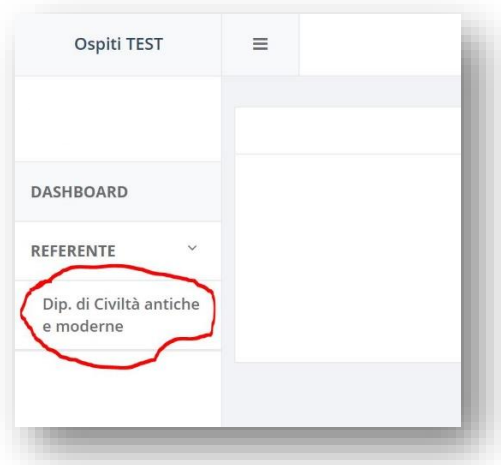 Ospiti TEST
DASHBOARD
REFERENTE
Dip. di Civiltà antiche
e moderne